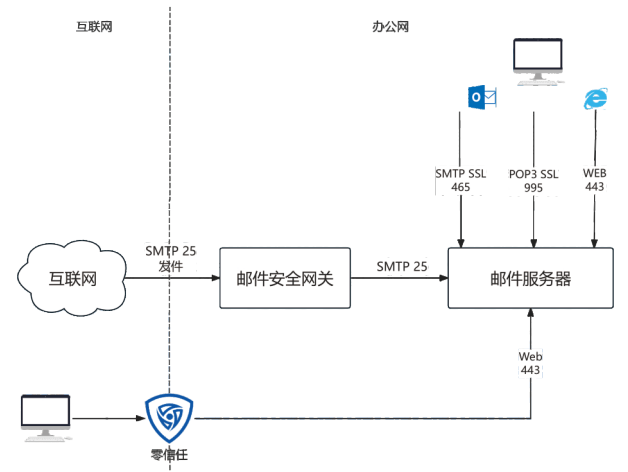 互联网
办公网
SMTP SSL
465
POP3 SSL
995
WEB
443
SMTP 25
发件
互联网
邮件安全网关
SMTP 25
邮件服务器
Web
443
零信任